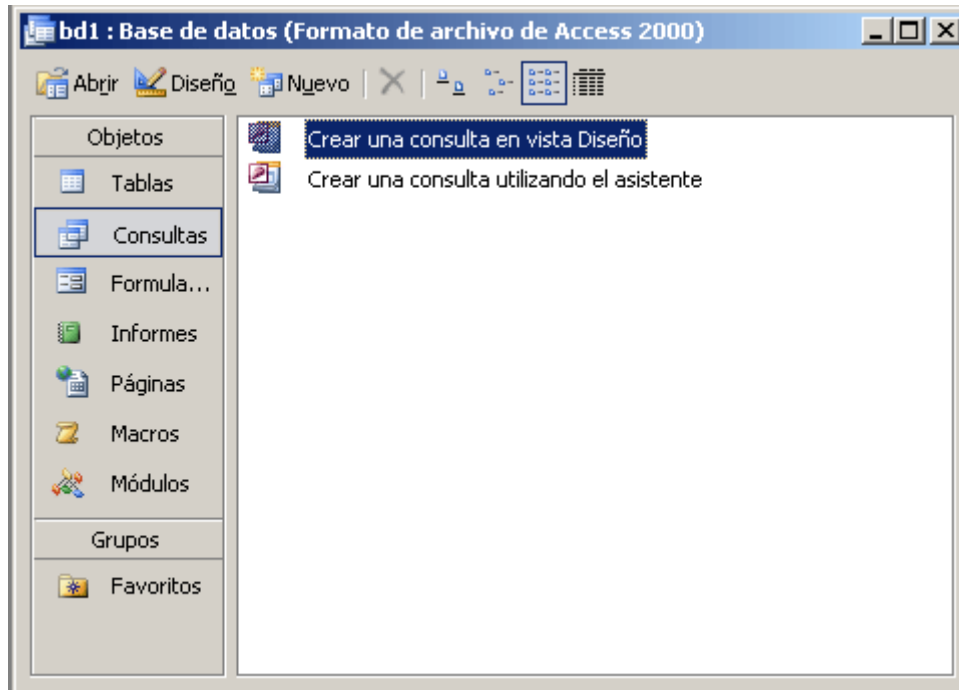 bd1 : Base de datos (Formato de archivo de Access 2000)
Abrir Diseño Nuevo
Objetos
Tablas
Consultas
Formula...
Informes
Páginas
Macros
Módulos
Grupos
Favoritos
Crear una consulta en vista Diseño
Crear una consulta utilizando el asistente